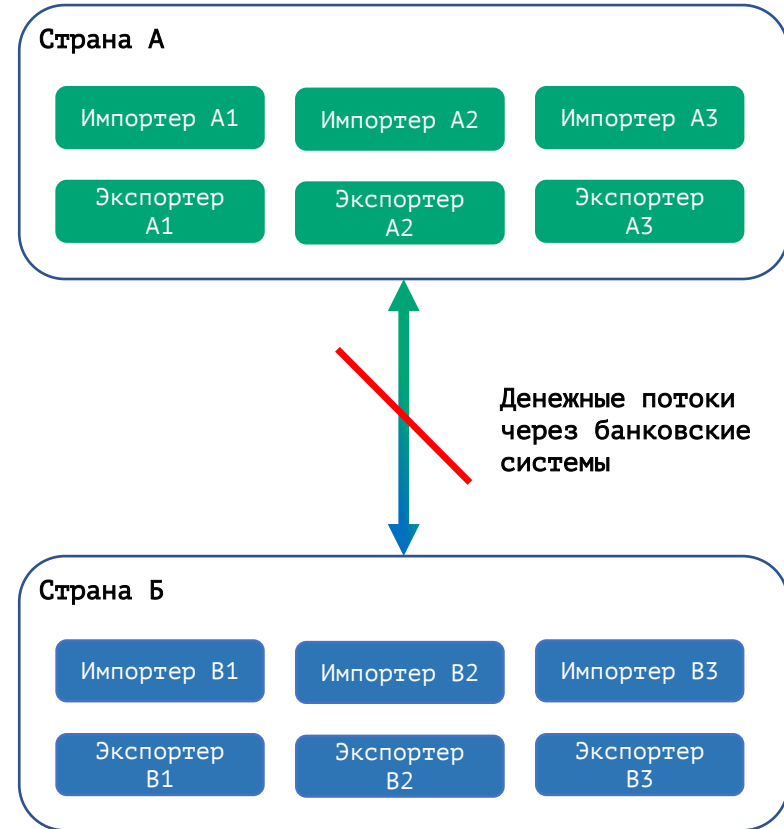 Страна А
Импортер А1
Импортер А2
Импортер А3
Экспортер
А1
Экспортер
А2
Экспортер
А3
Денежные потоки
через банковские
системы
Страна Б
Импортер В1
Импортер В2
Импортер В3
Экспортер
В1
Экспортер
В2
Экспортер
В3